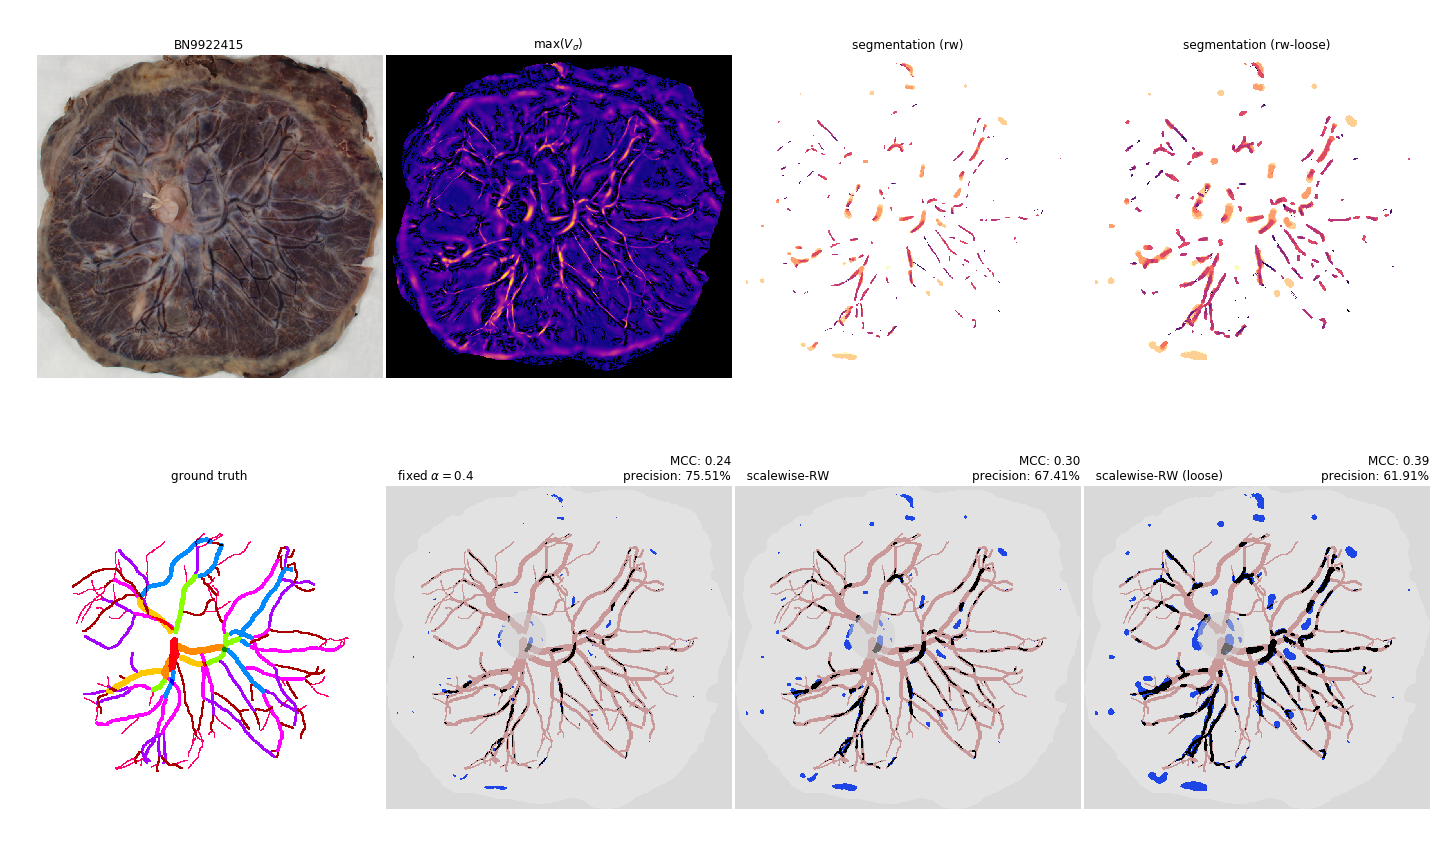 BN9922415
max(Vσ)
segmentation (rw)
segmentation (rw-loose)
ground truth
fixed α = 0.4
MCC: 0.24
precision: 75.51%
scalewise-RW
MCC: 0.30
precision: 67.41%
scalewise-RW (loose)
MCC: 0.39
precision: 61.91%